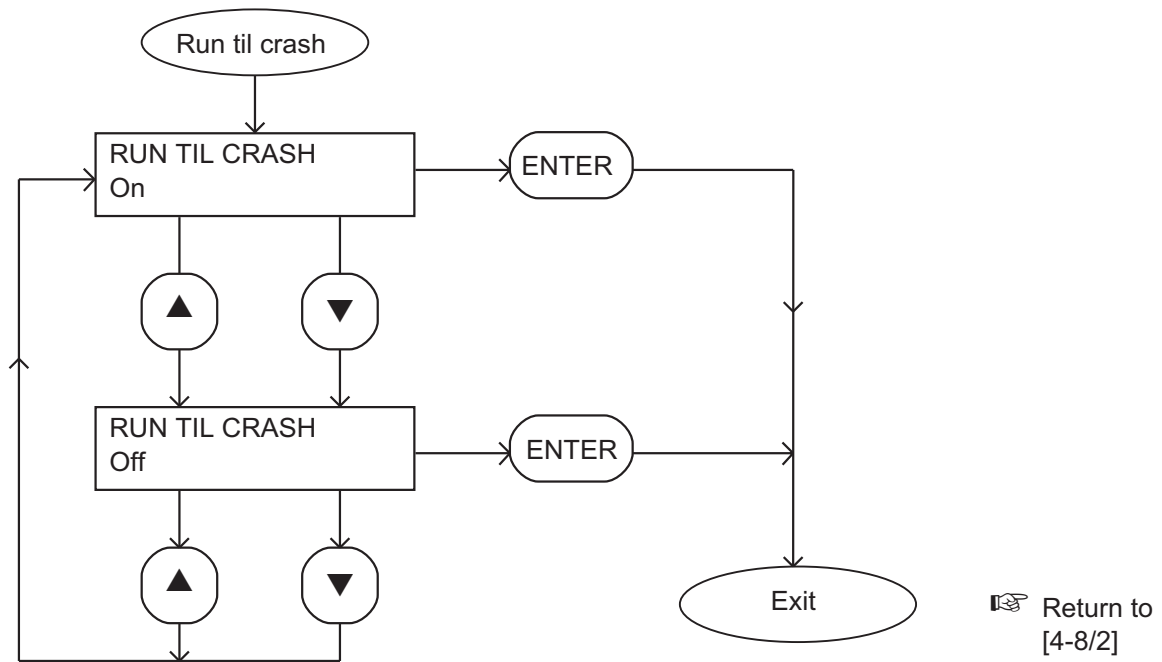 Run til crash
RUN TIL CRASH
On
ENTER
RUN TIL CRASH
Off
ENTER
Exit
Return to
[4-8/2]